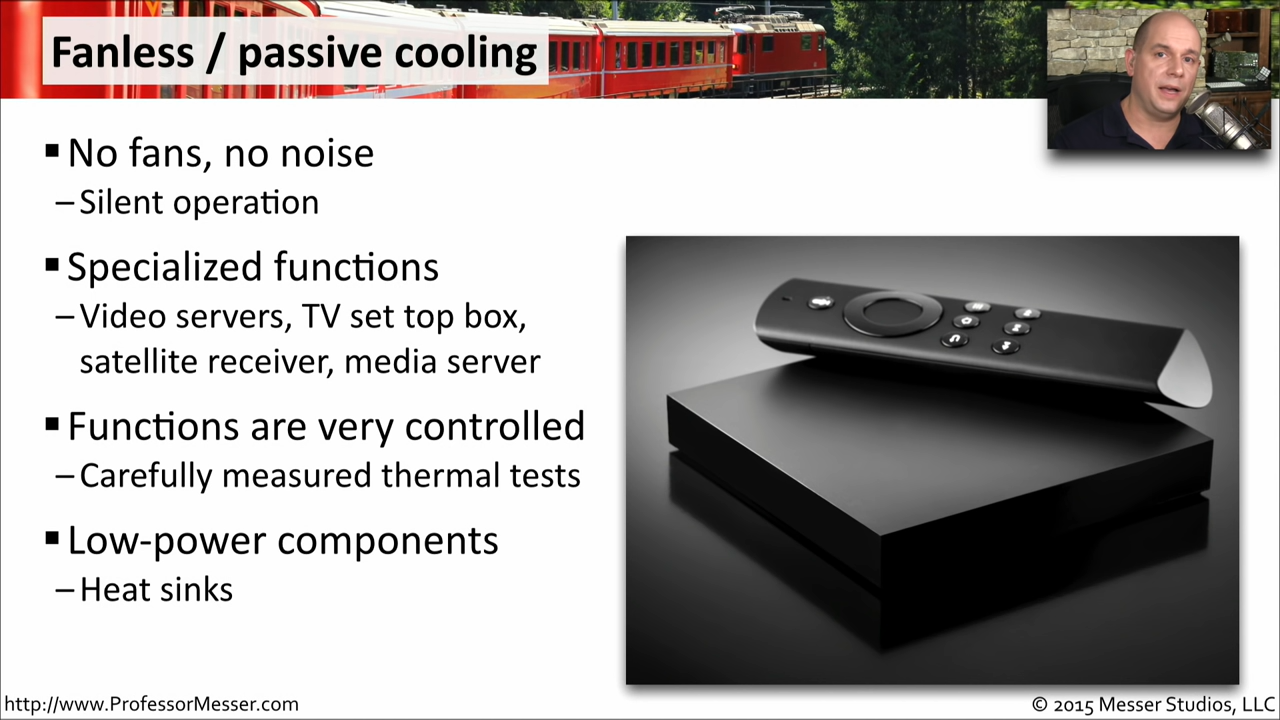 Fanless / passive cooling
▪ No fans, no noise
– Silent operation
▪ Specialized functions
– Video servers, TV set top box,
satellite receiver, media server
▪ Functions are very controlled
– Carefully measured thermal tests
▪ Low-power components
– Heat sinks
http://www.ProfessorMesser.com
© 2015 Messer Studios, LLC